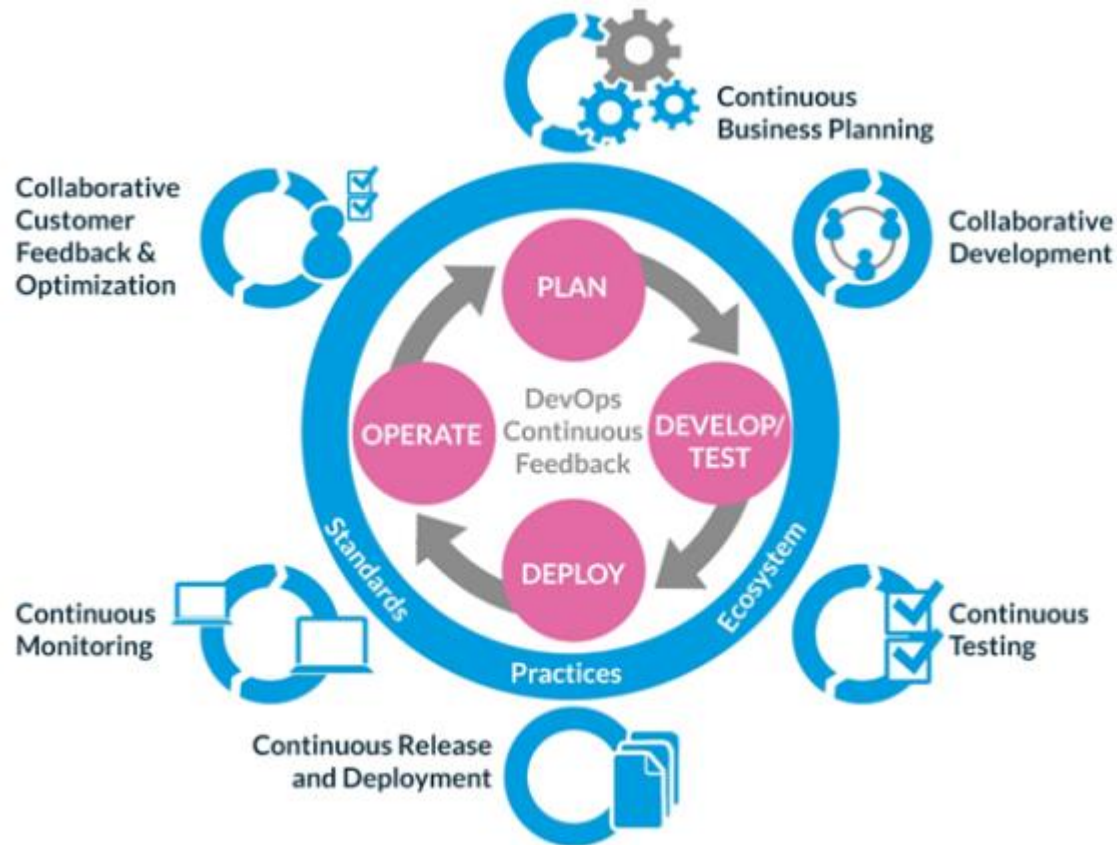 Continuous
Business Planning
Collaborative
Customer
Feedback &
Optimization
Collaborative
Development
PLAN
OPERATE
DevOps
Continuous
Feedback
DEVELOP/
TEST
DEPLOY
Standards
Practices
Ecosystem
Continuous
Monitoring
Continuous
Testing
Continuous Release
and Deployment